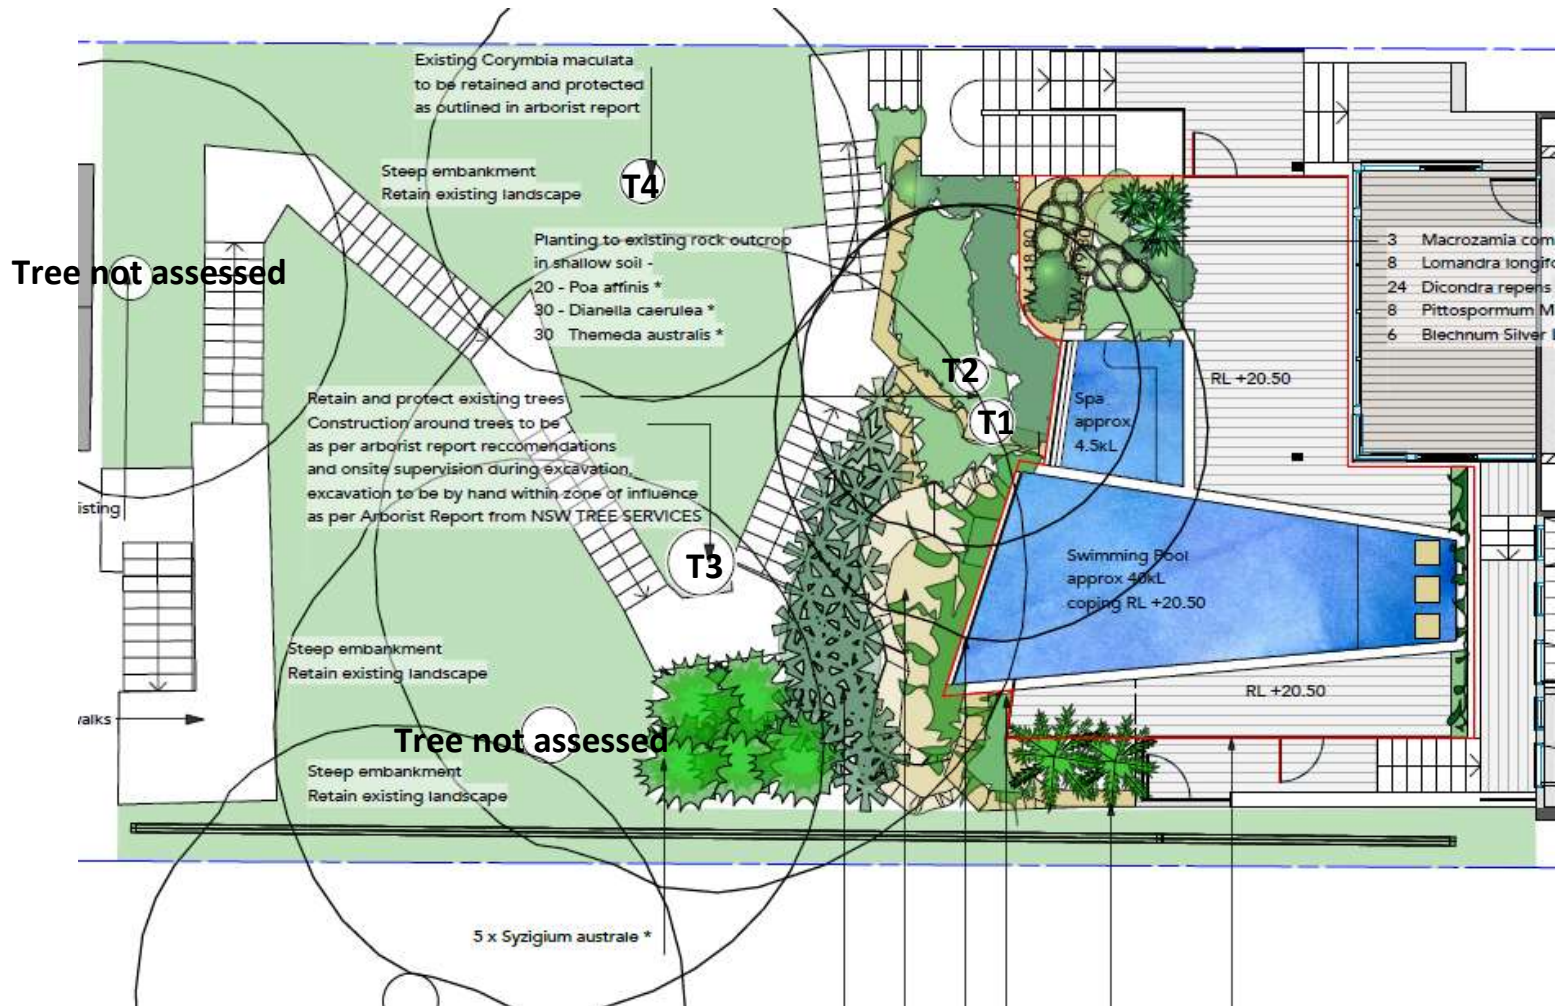 Existing Corymbia maculata
to be retained and protected
as outlined in arborist report
Steep embankment
Retain existing landscape
T4
Tree not assessed
Planting to existing rock outcrop
in shallow soil -
20 - Poa affinis *
30 - Dianella caerulea *
30 Themeda australis *
3 Macrozamia com
8 Lomandra longifo
24 Dicondra repens
8 Pittospormum M
6 Blechnum Silver L
TW +18.80
T2
T1
RL +20.50
Spa
approx
4.5kL
Retain and protect existing trees
Construction around trees to be
as per arborist report reccomendations
and onsite supervision during excavation,
excavation to be by hand within zone of influence
as per Arborist Report from NSW TREE SERVICES
isting
T3
Swimming Pool
approx 40kL
coping RL +20.50
Steep embankment
Retain existing landscape
RL +20.50
valks
Tree not assessed
Steep embankment
Retain existing landscape
5 x Syzigium australe *